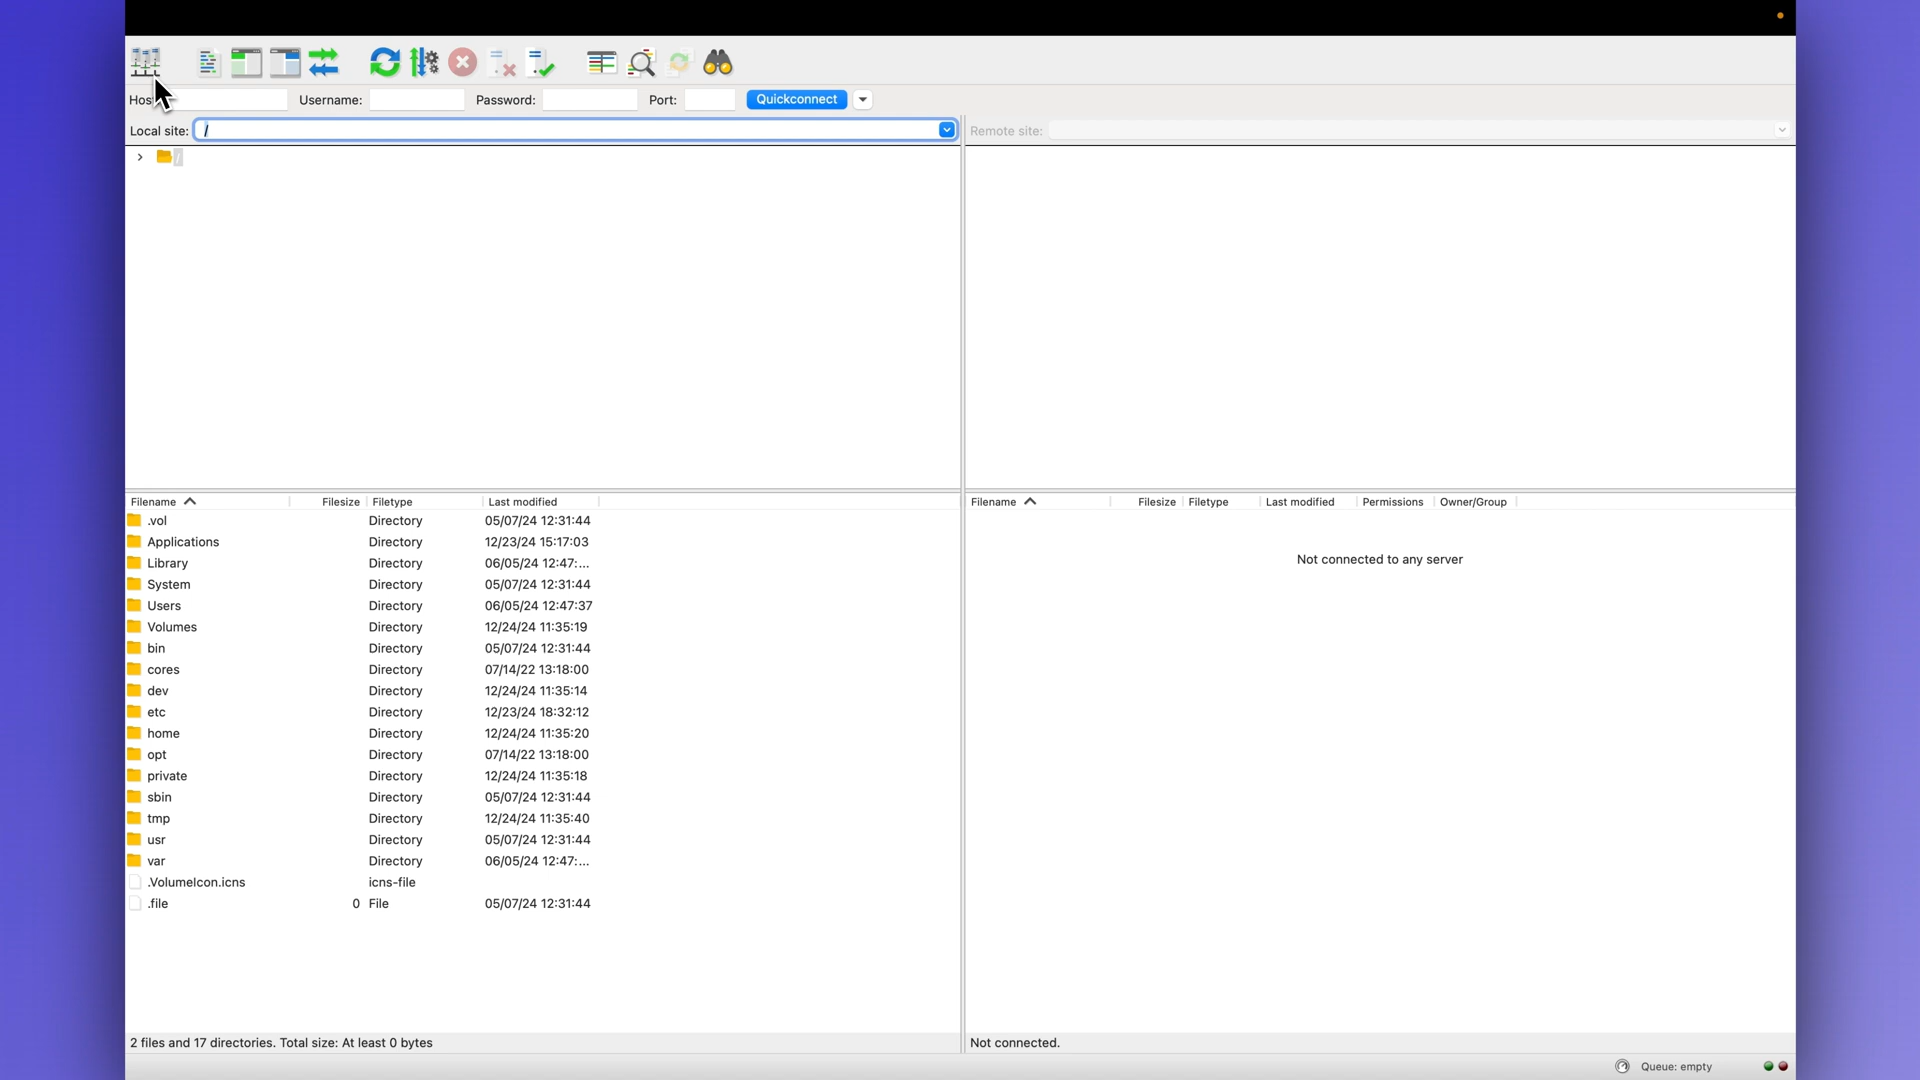 Hos Username: Password: Port: Quickconnect
Local site: /
Remote site:
/
Filename Filesize Filetype Last modified
.vol Directory 05/07/24 12:31:44
Applications Directory 12/23/24 15:17:03
Library Directory 06/05/24 12:47:...
System Directory 05/07/24 12:31:44
Users Directory 06/05/24 12:47:37
Volumes Directory 12/24/24 11:35:19
bin Directory 05/07/24 12:31:44
cores Directory 07/14/22 13:18:00
dev Directory 12/24/24 11:35:14
etc Directory 12/23/24 18:32:12
home Directory 12/24/24 11:35:20
opt Directory 07/14/22 13:18:00
private Directory 12/24/24 11:35:18
sbin Directory 05/07/24 12:31:44
tmp Directory 12/24/24 11:35:40
usr Directory 05/07/24 12:31:44
var Directory 06/05/24 12:47:...
.VolumeIcon.icns icns-file
.file 0 File 05/07/24 12:31:44
2 files and 17 directories. Total size: At least 0 bytes
Filename Filesize Filetype Last modified Permissions Owner/Group
Not connected to any server
Not connected.
Queue: empty